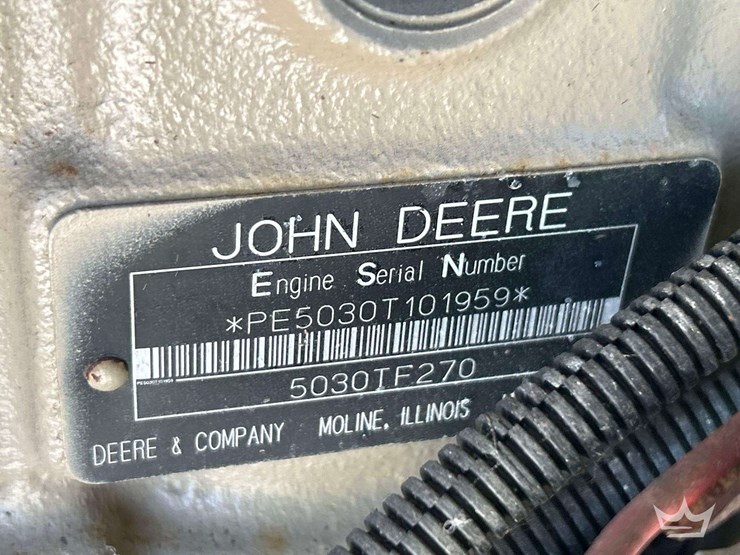 JOHN DEERE
Engine Serial Number
*PE5030T101959*
5030TF270
DEERE & COMPANY MOLINE, ILLINOIS